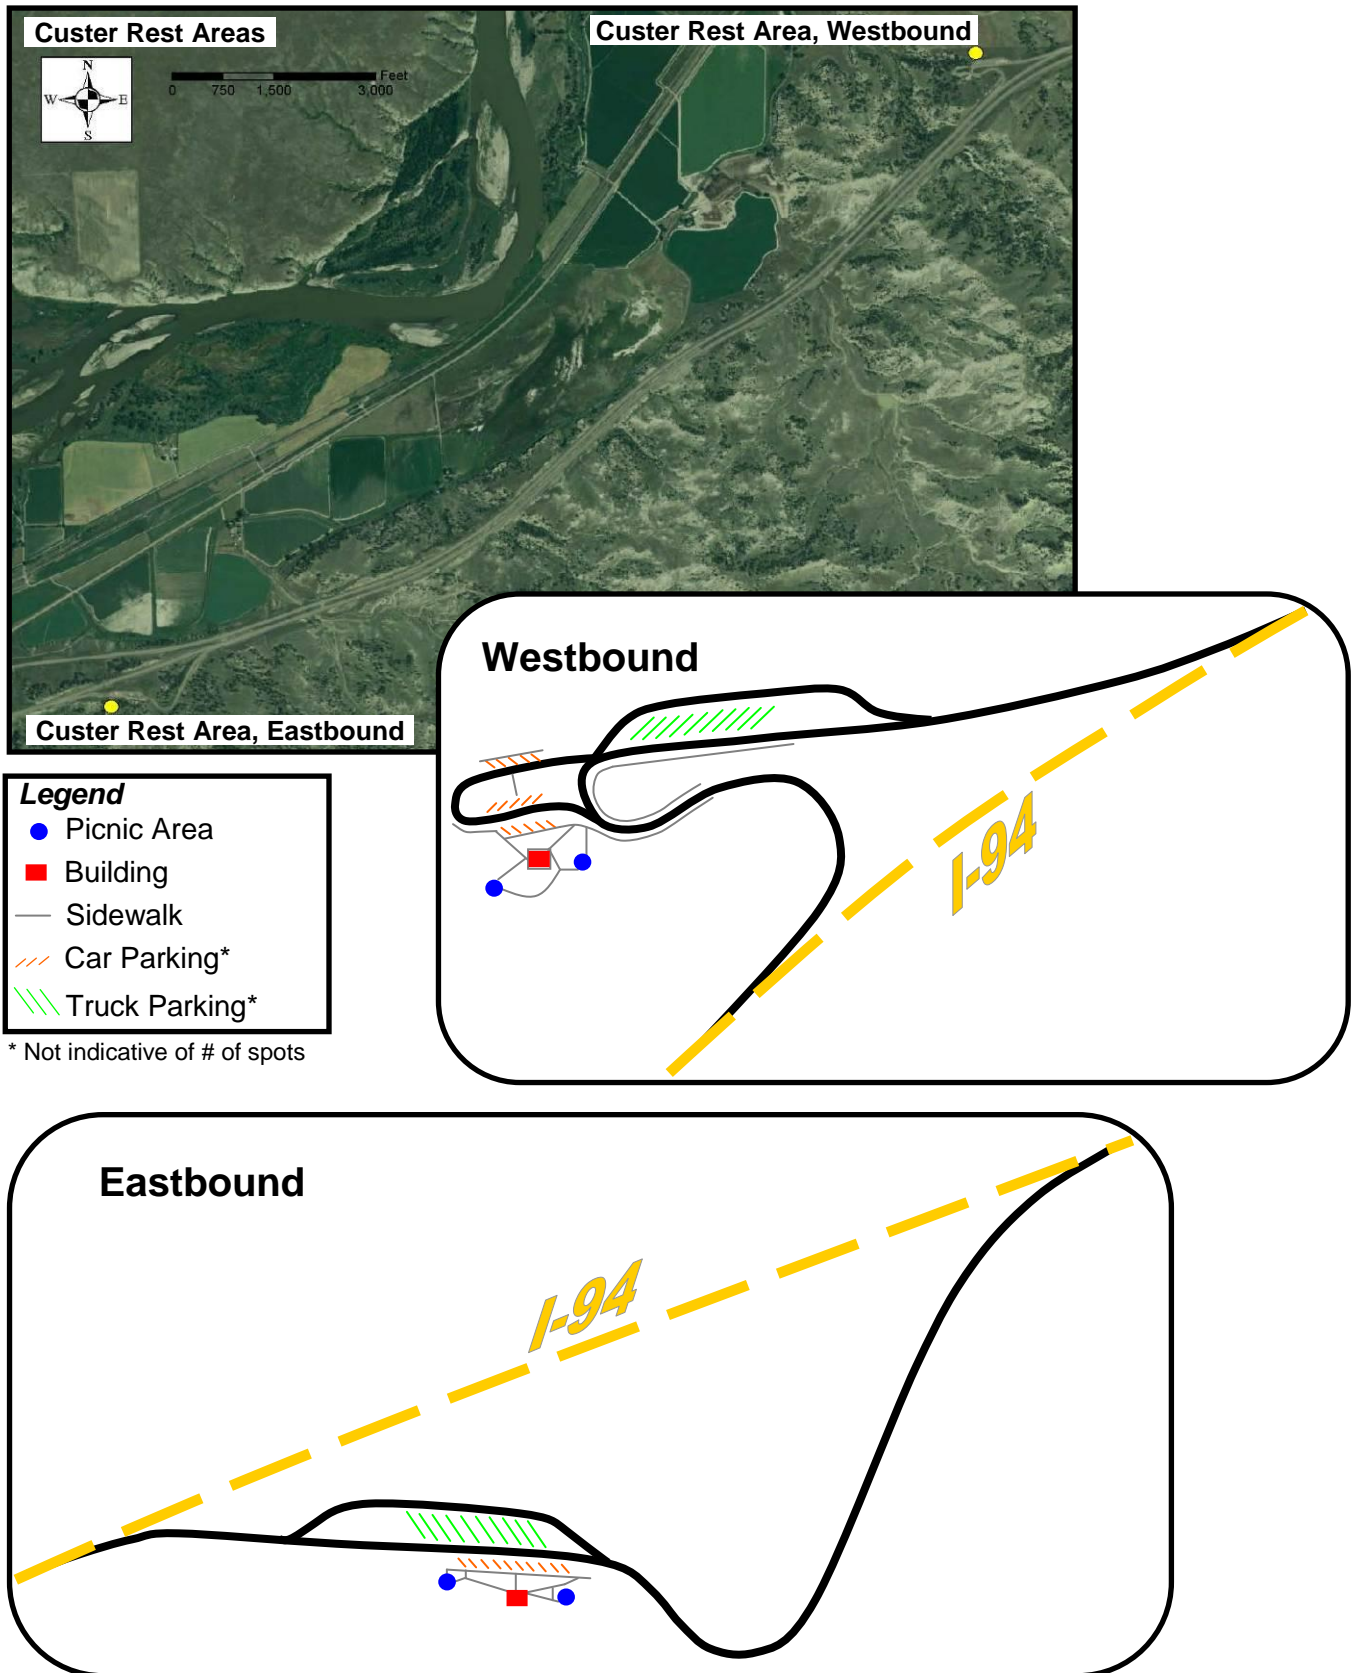 Custer Rest Areas
Custer Rest Area, Westbound
N
W E
S
Feet
0 750 1,500 3,000
Custer Rest Area, Eastbound
Westbound
I-94
Legend
Picnic Area
Building
Sidewalk
Car Parking*
Truck Parking*
* Not indicative of # of spots
Eastbound
I-94